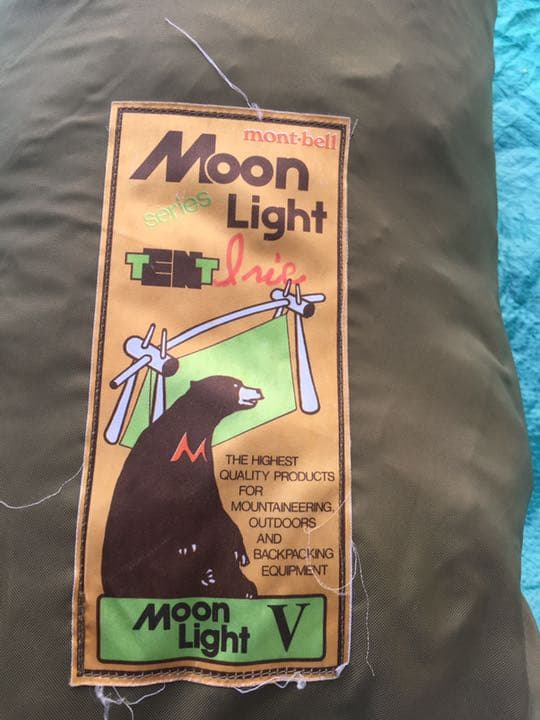 mont-bell
Moon
series Light
TENT Iris
M
THE HIGHEST
QUALITY PRODUCTS
FOR
MOUNTAINEERING,
OUTDOORS
AND
BACKPACKING
EQUIPMENT
Moon
Light V